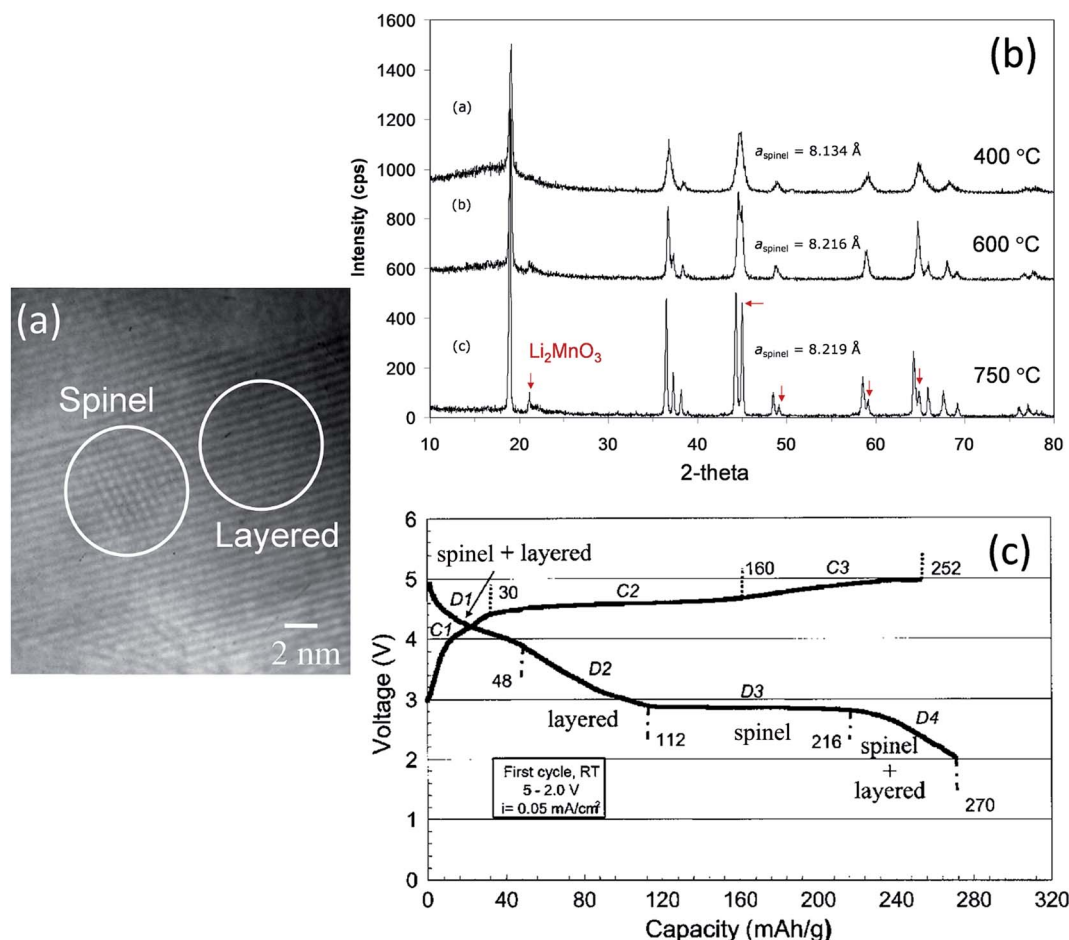 (a)
Spinel
Layered
2 nm
(b)
1600
1400
1200
1000
800
600
400
200
0
Intensity (cps)
(a)
a spinel = 8.134 Å
400 °C
(b)
a spinel = 8.216 Å
600 °C
(c)
Li2MnO3
a spinel = 8.219 Å
750 °C
10 20 30 40 50 60 70 80
2-theta
(c)
6
5
4
3
2
1
0
Voltage (V)
spinel + layered
D1
30
C2
160
C3
252
C1
48
D2
layered
112
D3
spinel
216
D4
spinel
+
layered
270
First cycle, RT
5 - 2.0 V
i= 0.05 mA/cm²
0 40 80 120 160 200 240 280 320
Capacity (mAh/g)